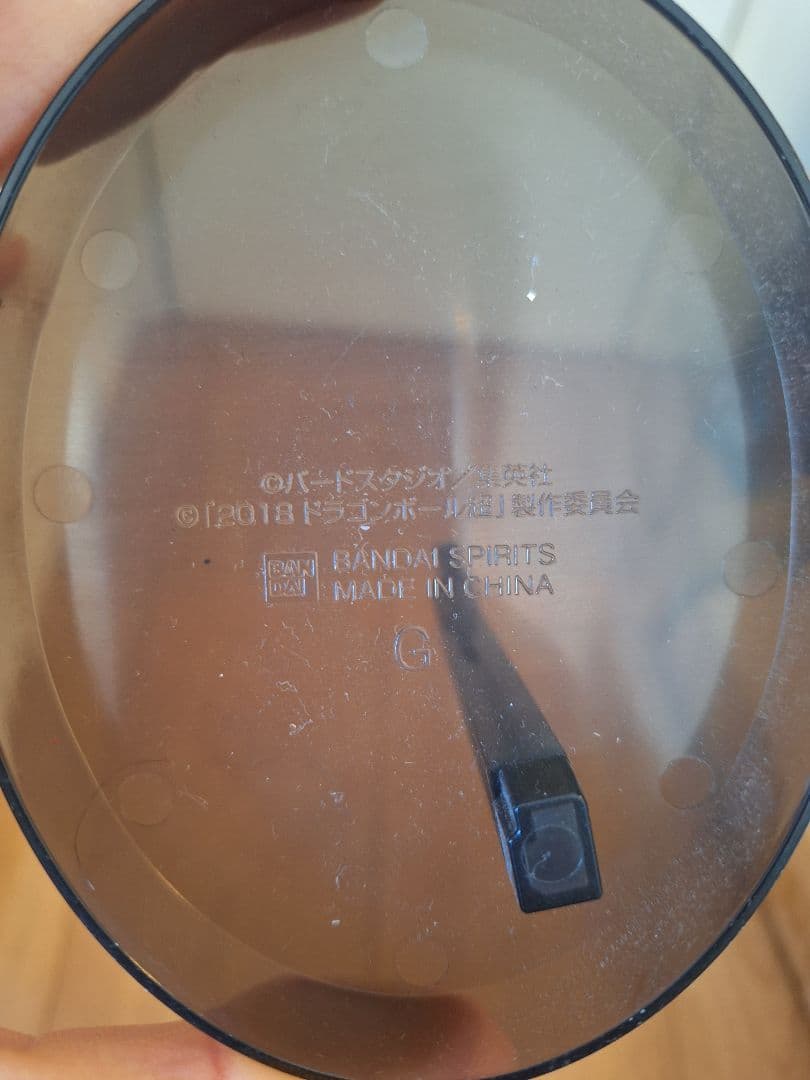 ©バードスタジオ/集英社
©「2018ドラゴンボール超」製作委員会
BAN DAI BANDAI SPIRITS
MADE IN CHINA
G